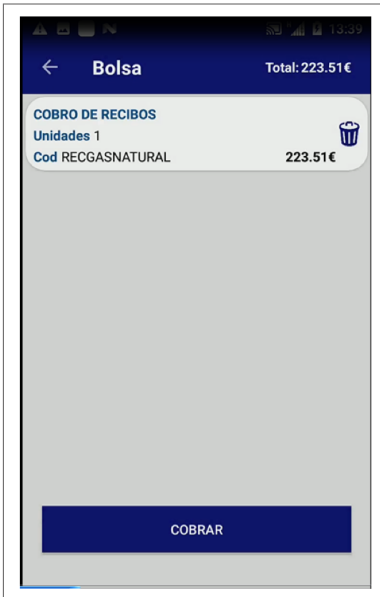 13:39
Bolsa
Total: 223.51€
COBRO DE RECIBOS
Unidades 1
Cod RECGASNATURAL
223.51€
COBRAR